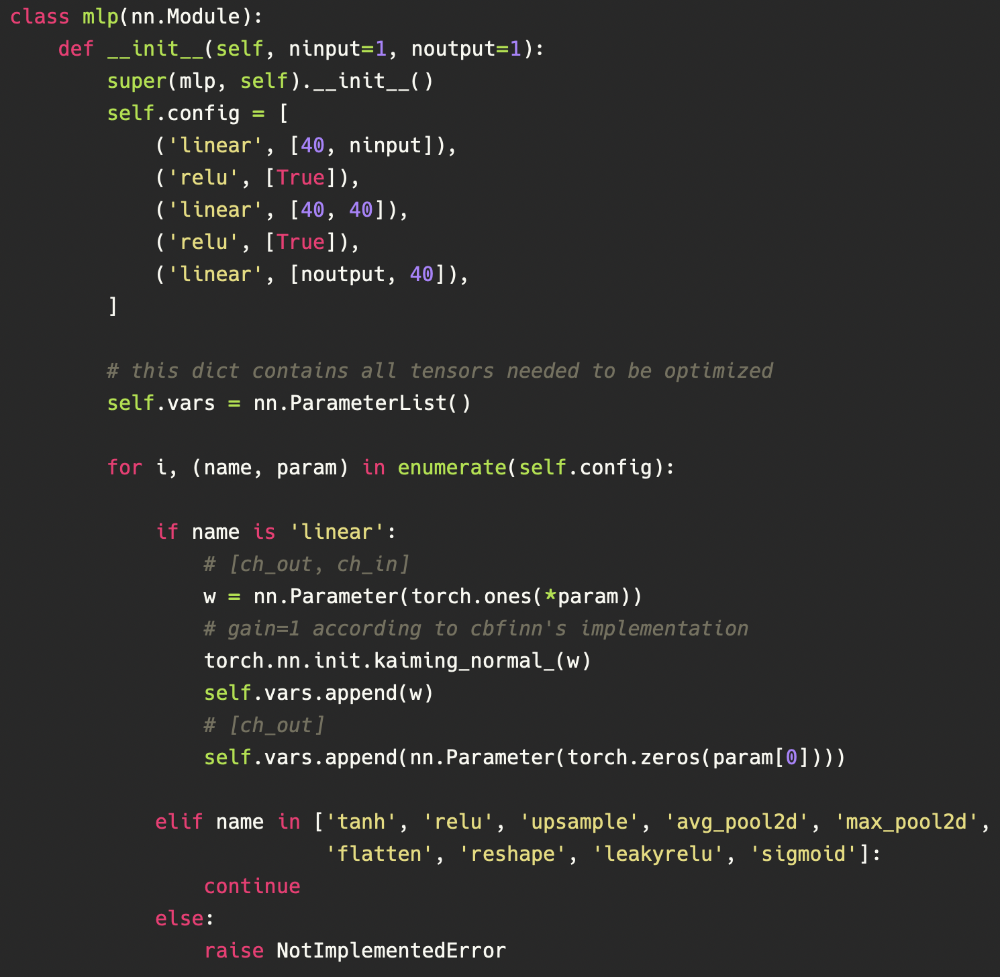 class mlp(nn.Module):
    def __init__(self, ninput=1, noutput=1):
        super(mlp, self).__init__()
        self.config = [
            ('linear', [40, ninput]),
            ('relu', [True]),
            ('linear', [40, 40]),
            ('relu', [True]),
            ('linear', [noutput, 40]),
        ]

        # this dict contains all tensors needed to be optimized
        self.vars = nn.ParameterList()

        for i, (name, param) in enumerate(self.config):

            if name is 'linear':
                # [ch_out, ch_in]
                w = nn.Parameter(torch.ones(*param))
                # gain=1 according to cbfinn's implementation
                torch.nn.init.kaiming_normal_(w)
                self.vars.append(w)
                # [ch_out]
                self.vars.append(nn.Parameter(torch.zeros(param[0])))

            elif name in ['tanh', 'relu', 'upsample', 'avg_pool2d', 'max_pool2d',
                          'flatten', 'reshape', 'leakyrelu', 'sigmoid']:
                continue
            else:
                raise NotImplementedError